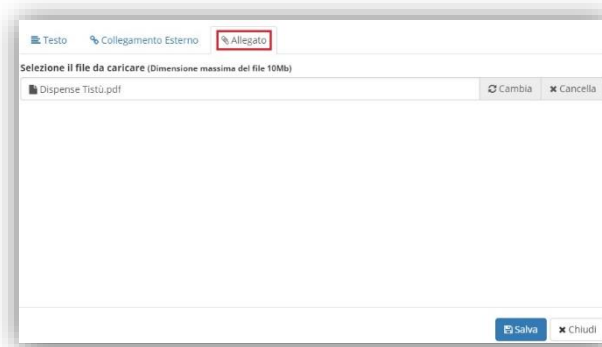 Testo Collegamento Esterno Allegato
Selezione il file da caricare (Dimensione massima del file 10Mb)
Dispense Tistù.pdf Cambia Cancella
Salva Chiudi